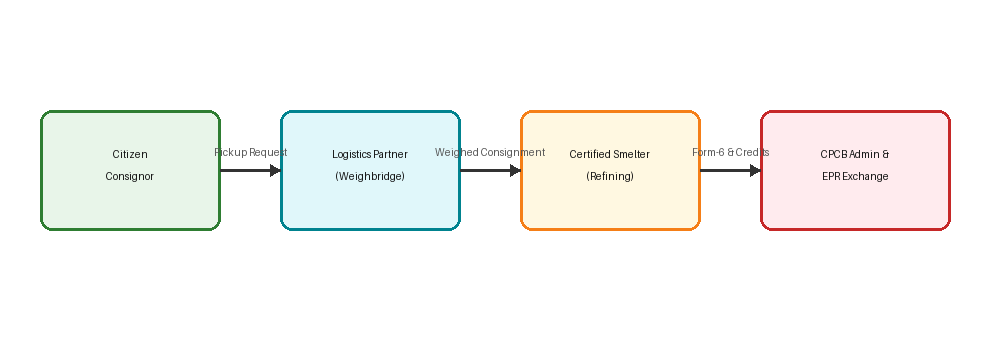 Citizen
Consignor
Pickup Request
Logistics Partner
(Weighbridge)
Weighed Consignment
Certified Smelter
(Refining)
Form-6 & Credits
CPCB Admin &
EPR Exchange